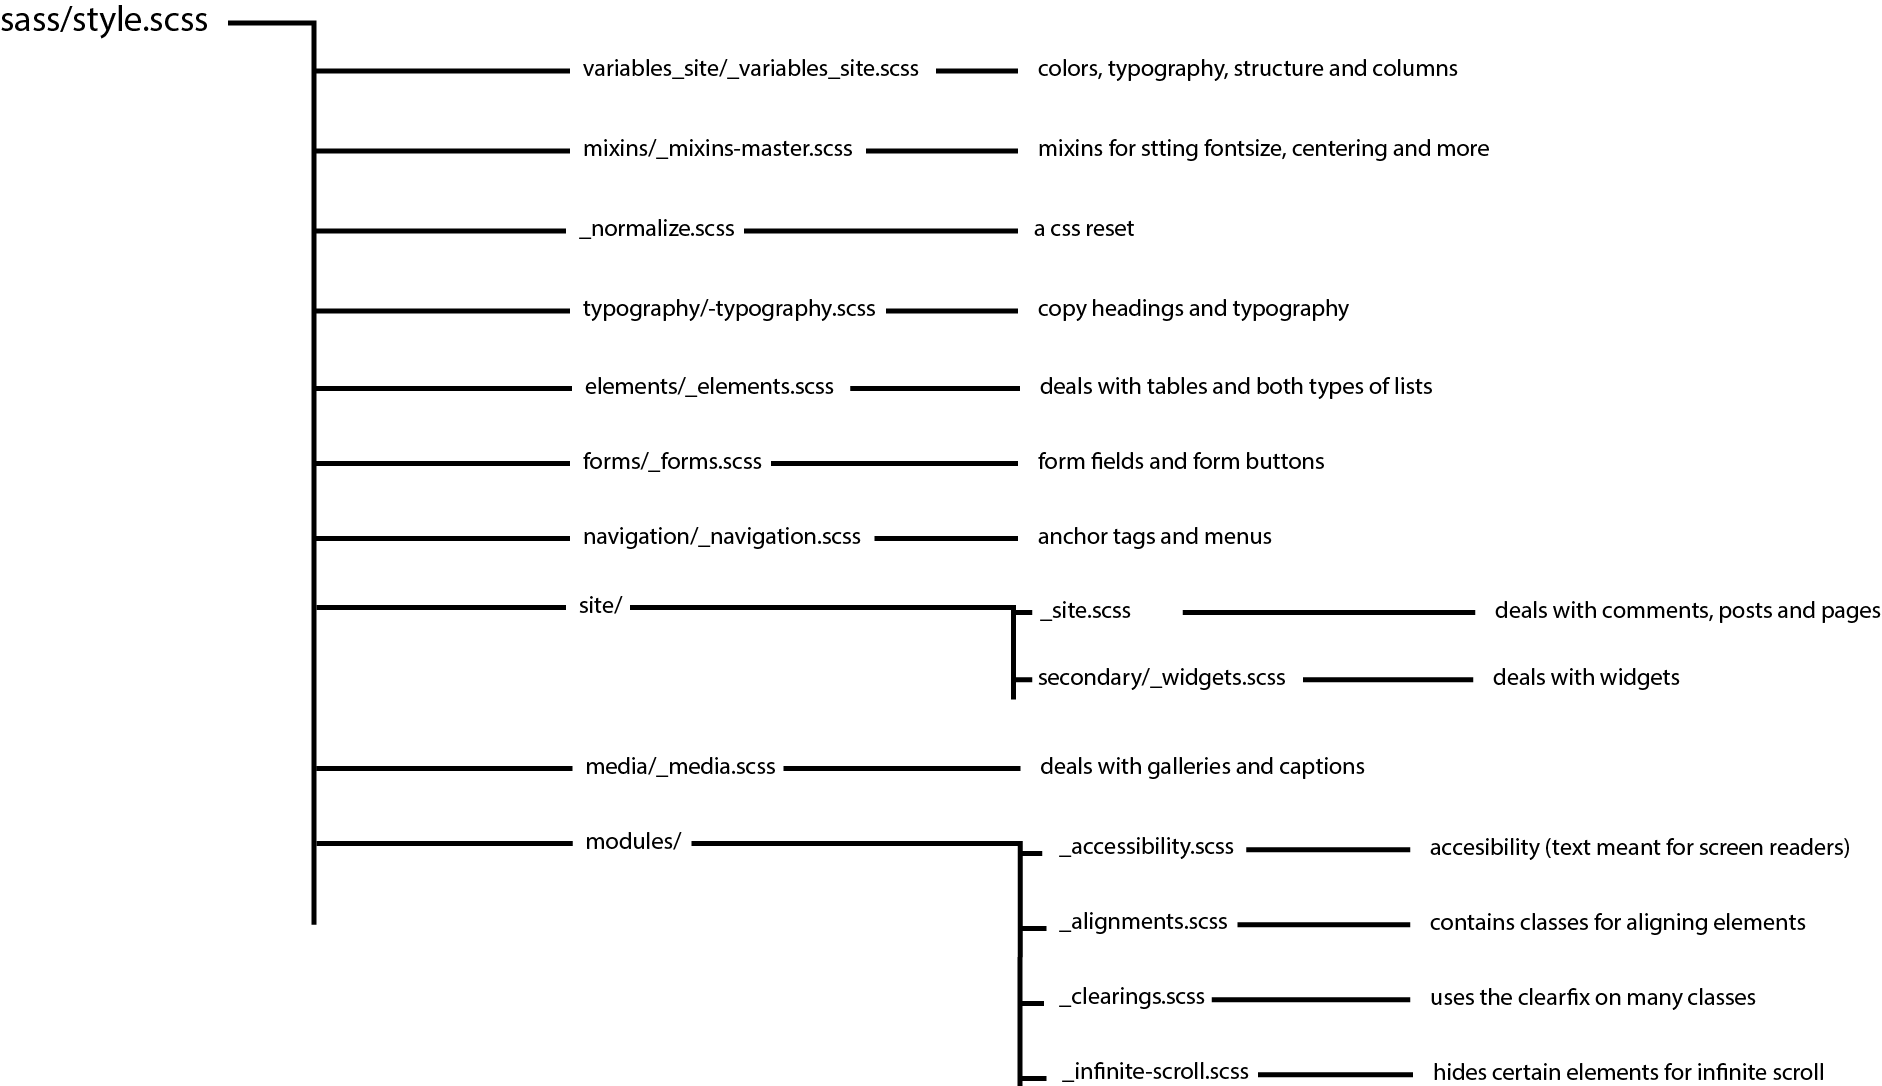 sass/style.scss
variables_site/_variables_site.scss colors, typography, structure and columns
mixins/_mixins-master.scss mixins for stting fontsize, centering and more
_normalize.scss a css reset
typography/-typography.scss copy headings and typography
elements/_elements.scss deals with tables and both types of lists
forms/_forms.scss form fields and form buttons
navigation/_navigation.scss anchor tags and menus
site/ _site.scss deals with comments, posts and pages
secondary/_widgets.scss deals with widgets
media/_media.scss deals with galleries and captions
modules/ _accessibility.scss accesibility (text meant for screen readers)
_alignments.scss contains classes for aligning elements
_clearings.scss uses the clearfix on many classes
_infinite-scroll.scss hides certain elements for infinite scroll